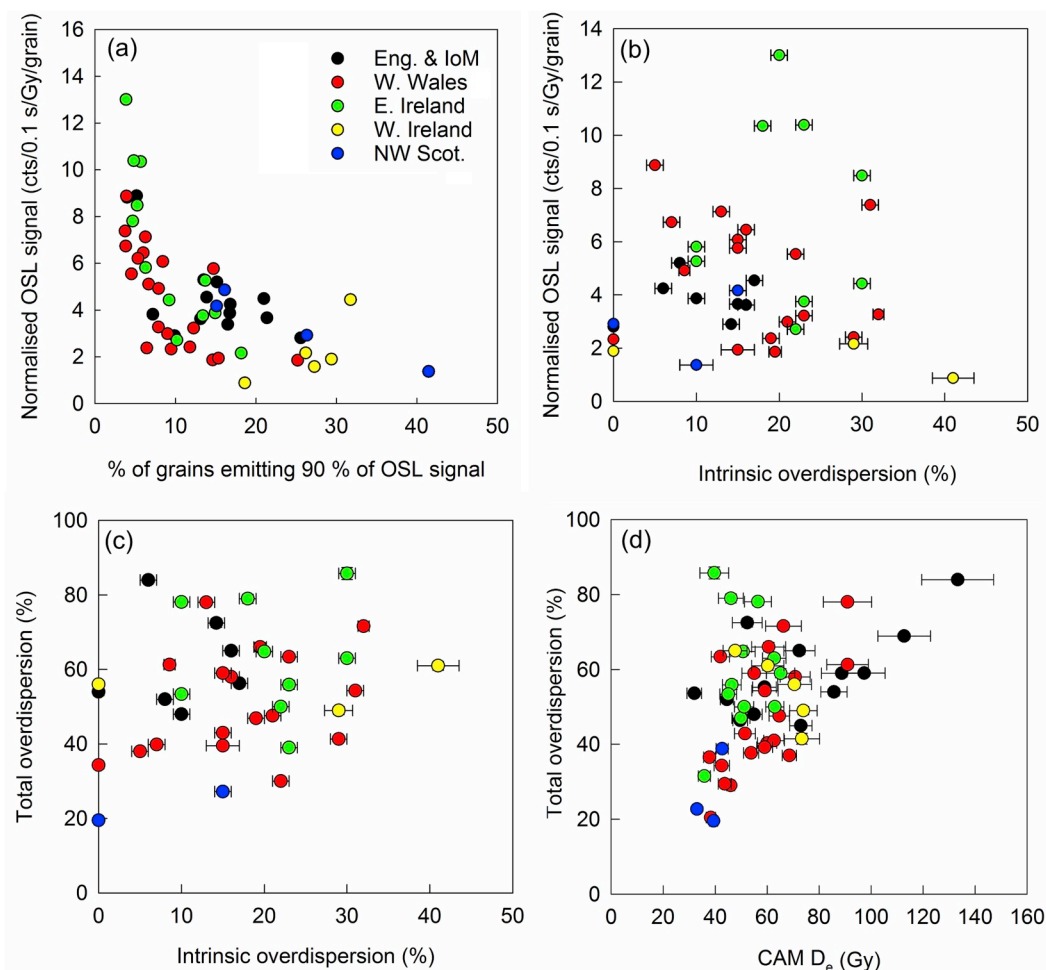 (a)
Normalised OSL signal (cts/0.1 s/Gy/grain)
16
14
12
10
8
6
4
2
0
Eng. & IoM
W. Wales
E. Ireland
W. Ireland
NW Scot.
0 10 20 30 40 50
% of grains emitting 90 % of OSL signal
(b)
Normalised OSL signal (cts/0.1 s/Gy/grain)
14
12
10
8
6
4
2
0
0 10 20 30 40 50
Intrinsic overdispersion (%)
(c)
Total overdispersion (%)
100
80
60
40
20
0
0 10 20 30 40 50
Intrinsic overdispersion (%)
(d)
Total overdispersion (%)
100
80
60
40
20
0
0 20 40 60 80 100 120 140 160
CAM De (Gy)